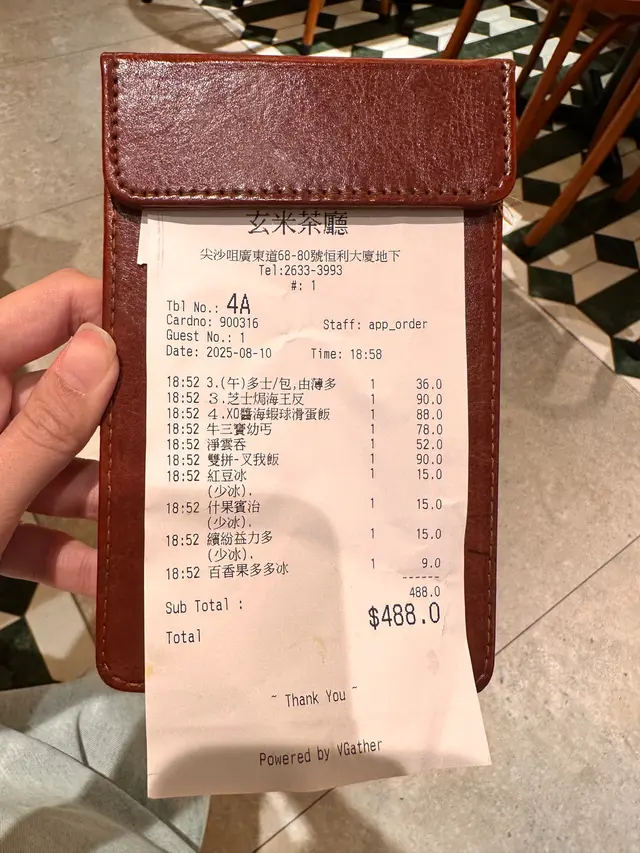 玄米茶廳
尖沙咀廣東道68-80號恒利大廈地下
Tel:2633-3993
#: 1
Tbl No.: 4A
Cardno: 900316 Staff: app_order
Guest No.: 1
Date: 2025-08-10 Time: 18:58
18:52 3.(午)多士/包,由薄多 1 36.0
18:52 3.芝士焗海王反 1 90.0
18:52 4.XO醬海蝦球滑蛋飯 1 88.0
18:52 牛三寶幼丐 1 78.0
18:52 淨雲吞 1 52.0
18:52 雙拼-叉我飯 1 90.0
18:52 紅豆冰 1 15.0
(少冰).
18:52 什果賓治 1 15.0
(少冰).
18:52 繽紛益力多 1 15.0
(少冰).
18:52 百香果多多冰 1 9.0
------
Sub Total : 488.0
Total $488.0
~ Thank You ~
Powered by VGather